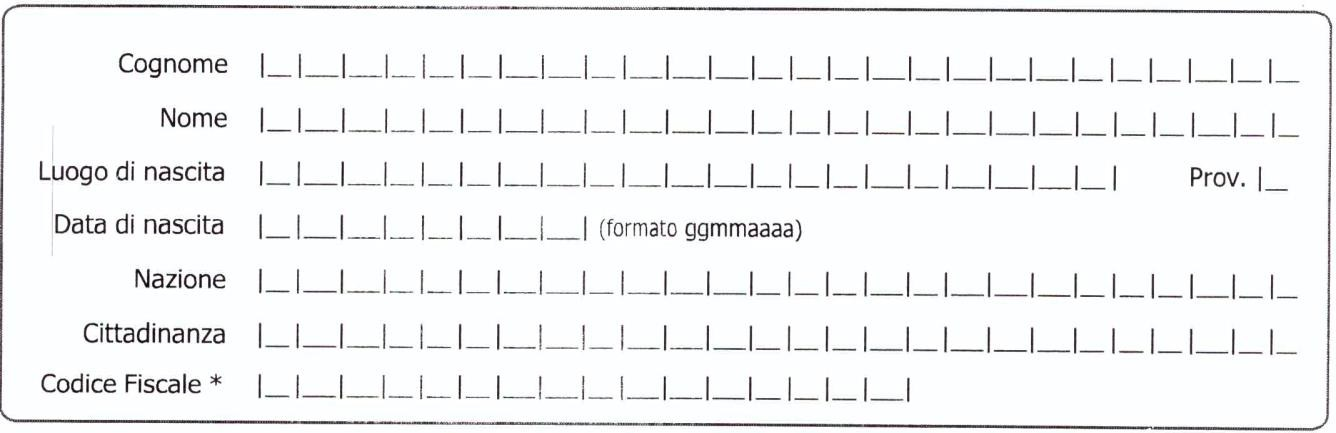 Cognome
Nome
Luogo di nascita Prov.
Data di nascita (formato ggmmaaaa)
Nazione
Cittadinanza
Codice Fiscale *